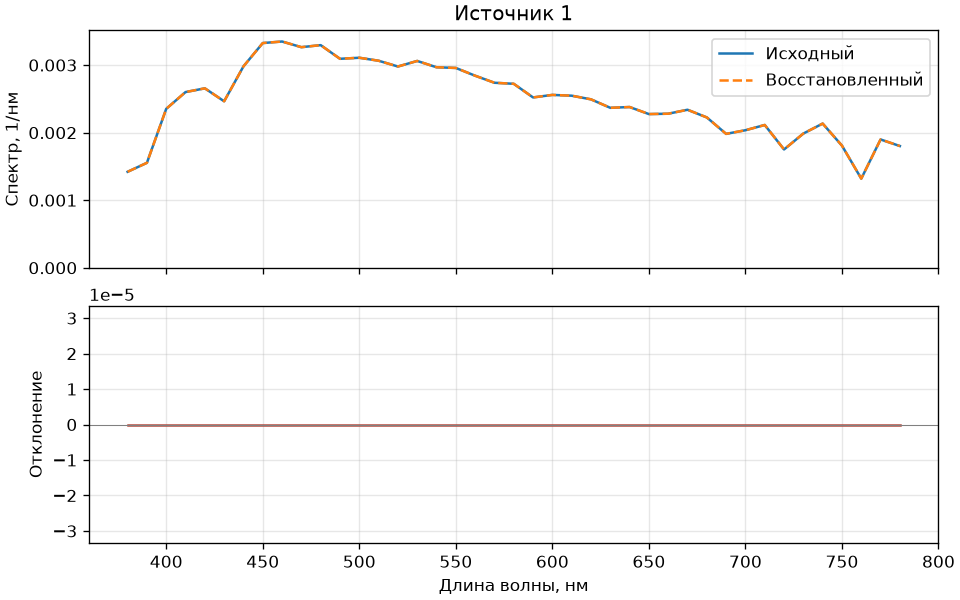 Источник 1
Спектр, 1/нм
0.003
0.002
0.001
0.000
Исходный
Восстановленный
1e−5
Отклонение
3
2
1
0
−1
−2
−3
400 450 500 550 600 650 700 750 800
Длина волны, нм